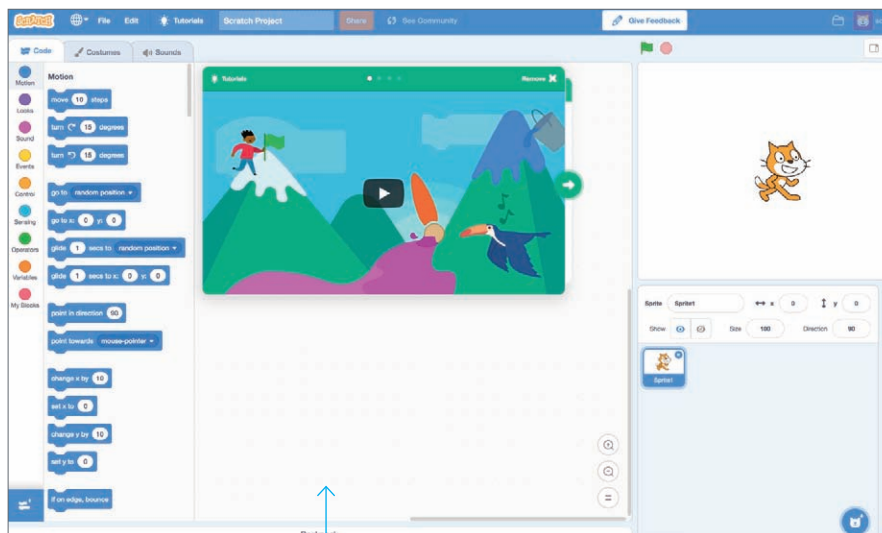 SCRATCH File Edit Tutorials Scratch Project Share See Community Give Feedback
Code Costumes Sounds
Motion
Looks
Sound
Events
Control
Sensing
Operators
Variables
My Blocks
Motion
move 10 steps
turn 15 degrees
turn 15 degrees
go to random position
go to x: 0 y: 0
glide 1 secs to random position
glide 1 secs to x: 0 y: 0
point in direction 90
point towards mouse-pointer
change x by 10
set x to 0
change y by 10
set y to 0
if on edge, bounce
Tutorials Remove
Sprite Sprite1 x 0 y 0
Show Size 100 Direction 90
Sprite1